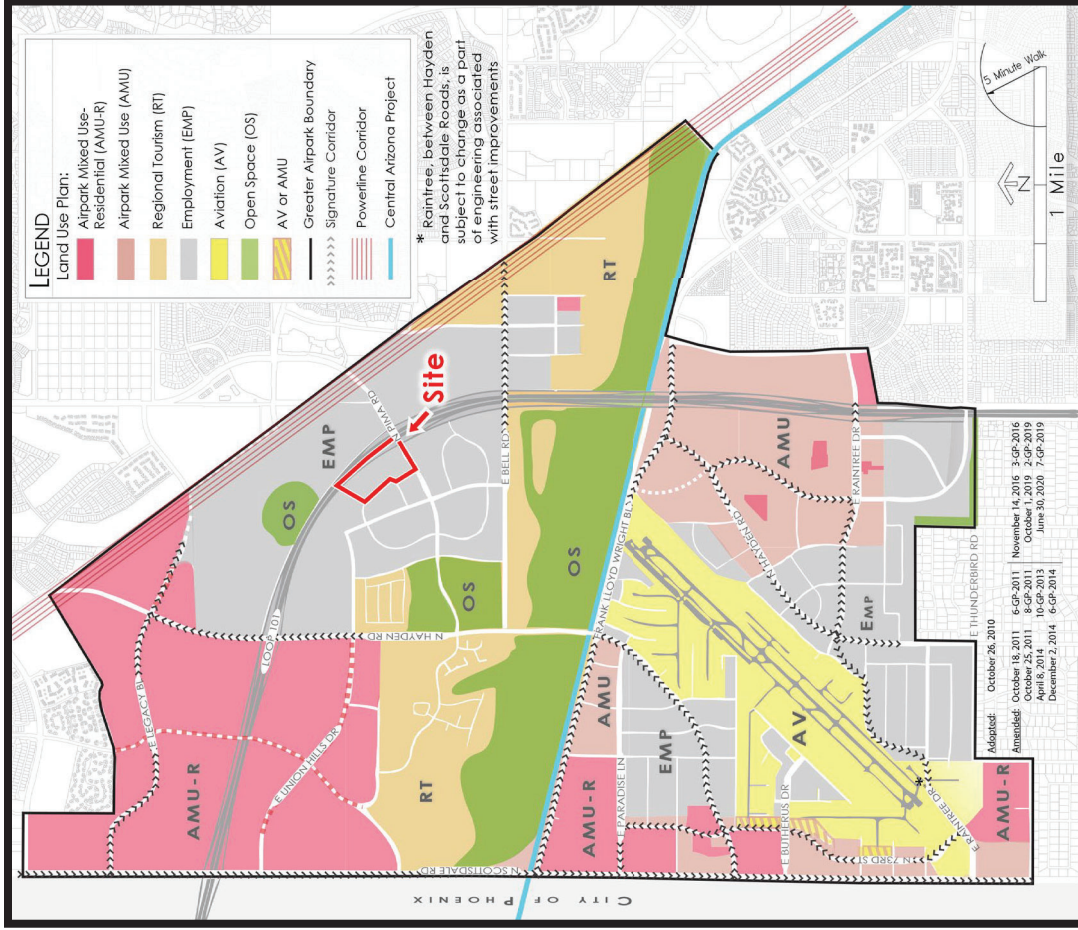 LEGEND
Land Use Plan:
Airpark Mixed Use-
Residential (AMU-R)
Airpark Mixed Use (AMU)
Regional Tourism (RT)
Employment (EMP)
Aviation (AV)
Open Space (OS)
AV or AMU
Greater Airpark Boundary
Signature Corridor
Powerline Corridor
Central Arizona Project
* Raintree, between Hayden
and Scottsdale Roads, is
subject to change as a part
of engineering associated
with street improvements
5 Minute Walk
N
1 Mile
CITY OF PHOENIX
N SCOTTSDALE RD
AMU-R
E LEGACY BL
LOOP 101
E UNION HILLS DR
OS
EMP
N PIMA RD
Site
RT
N HAYDEN RD
OS
E BELL RD
OS
RT
FRANK LLOYD WRIGHT BLS
AMU-R
AMU
E PARADISE LN
EMP
AV
E BUTHERUS DR
N 73RD ST
*
E RAINTREE DR
E RAINTREE DR
AMU-R
AMU
N HAYDEN RD
E RAINTREE DR
EMP
E THUNDERBIRD RD
Adopted: October 26, 2010
Amended: October 18, 2011 6-GP-2011 November 14, 2016 3-GP-2016
October 25, 2011 8-GP-2011 October 1, 2019 2-GP-2019
April 8, 2014 10-GP-2013 June 30, 2020 7-GP-2019
December 2, 2014 6-GP-2014